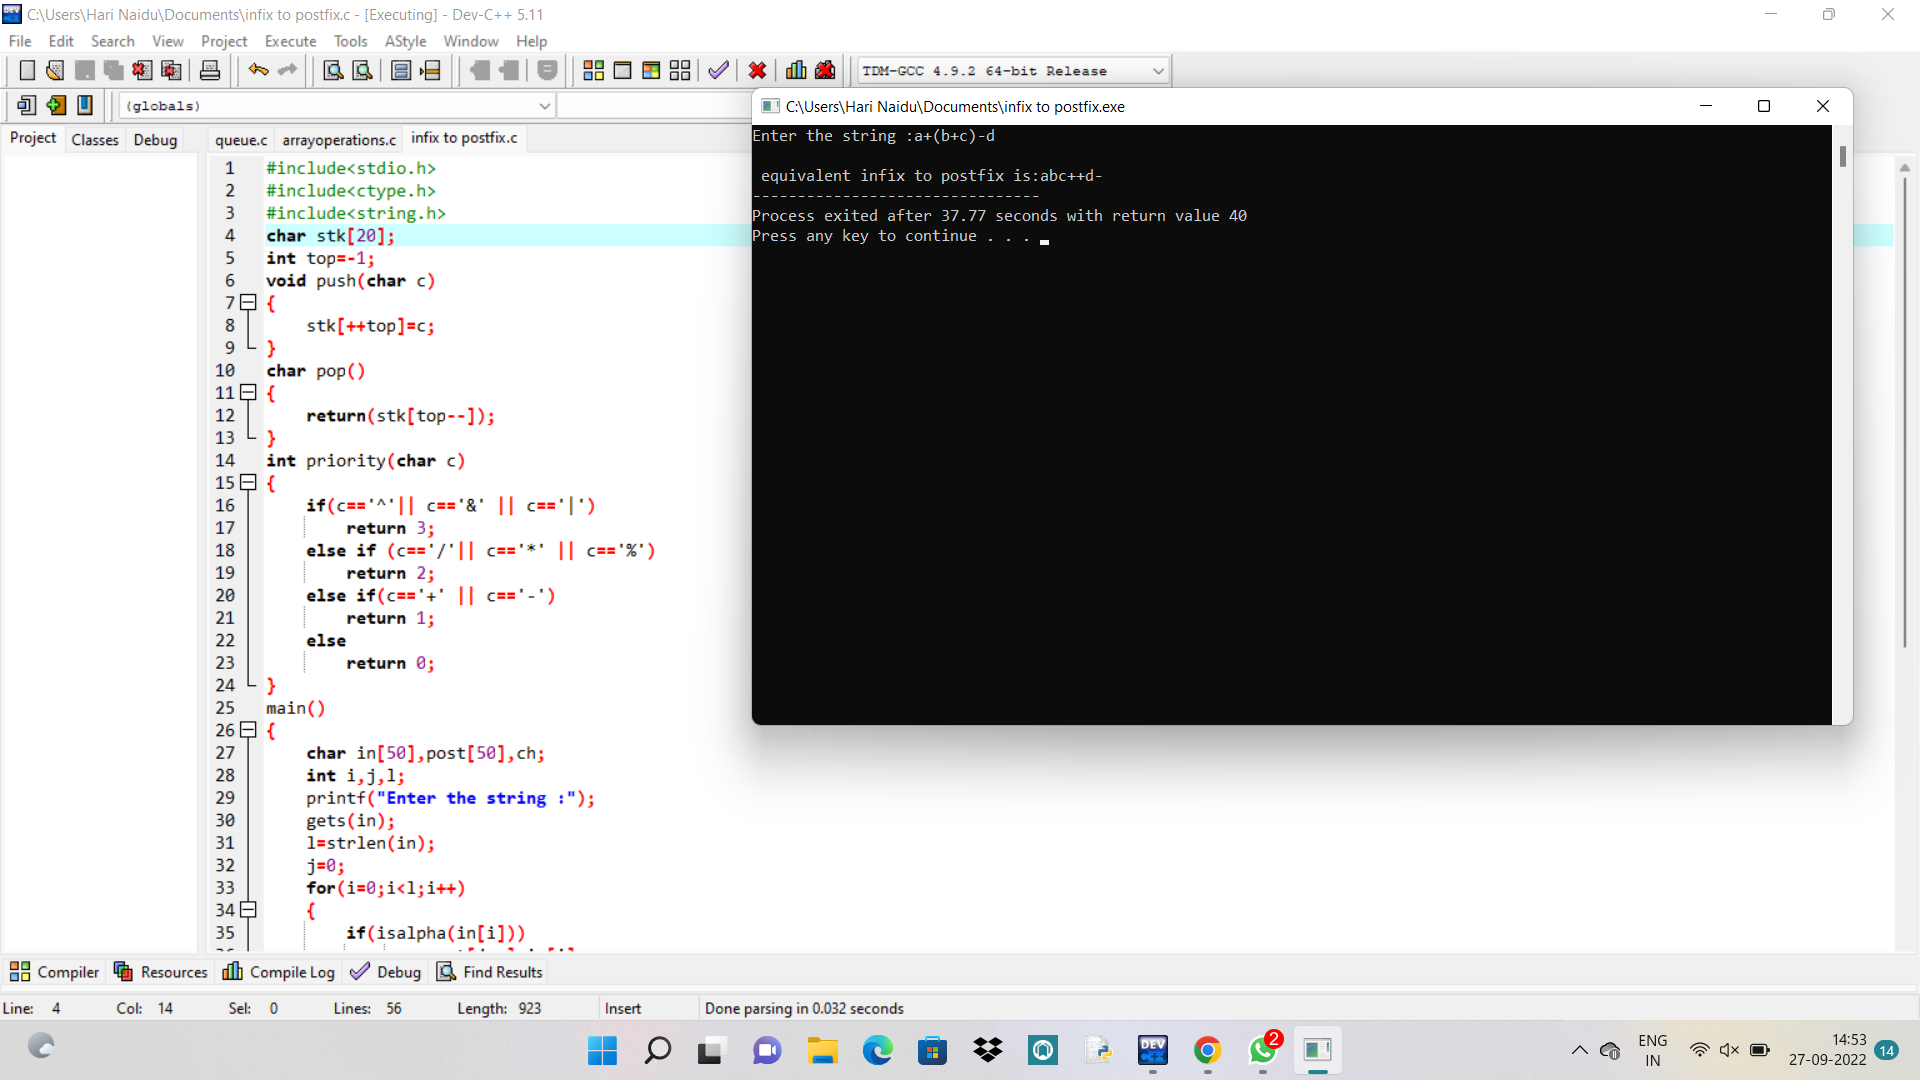 C:\Users\Hari Naidu\Documents\infix to postfix.c - [Executing] - Dev-C++ 5.11
File Edit Search View Project Execute Tools AStyle Window Help
TDM-GCC 4.9.2 64-bit Release
(globals)
Project Classes Debug
queue.c arrayoperations.c infix to postfix.c
1 #include<stdio.h>
2 #include<ctype.h>
3 #include<string.h>
4 char stk[20];
5 int top=-1;
6 void push(char c)
7 {
8 stk[++top]=c;
9 }
10 char pop()
11 {
12 return(stk[top--]);
13 }
14 int priority(char c)
15 {
16 if(c=='^'|| c=='&' || c=='|')
17 return 3;
18 else if (c=='/'|| c=='*' || c=='%')
19 return 2;
20 else if(c=='+' || c=='-')
21 return 1;
22 else
23 return 0;
24 }
25 main()
26 {
27 char in[50],post[50],ch;
28 int i,j,l;
29 printf("Enter the string :");
30 gets(in);
31 l=strlen(in);
32 j=0;
33 for(i=0;i<l;i++)
34 {
35 if(isalpha(in[i]))
C:\Users\Hari Naidu\Documents\infix to postfix.exe
Enter the string :a+(b+c)-d
equivalent infix to postfix is:abc++d-
--------------------------------
Process exited after 37.77 seconds with return value 40
Press any key to continue . . .
Compiler Resources Compile Log Debug Find Results
Line: 4 Col: 14 Sel: 0 Lines: 56 Length: 923 Insert Done parsing in 0.032 seconds
DEV
2
ENG
IN
14:53
27-09-2022
14